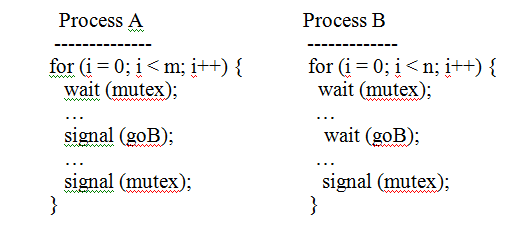 Process A
---------------
for (i = 0; i < m; i++) {
wait (mutex);
…
signal (goB);
…
signal (mutex);
}
Process B
--------------
for (i = 0; i < n; i++) {
wait (mutex);
…
wait (goB);
…
signal (mutex);
}